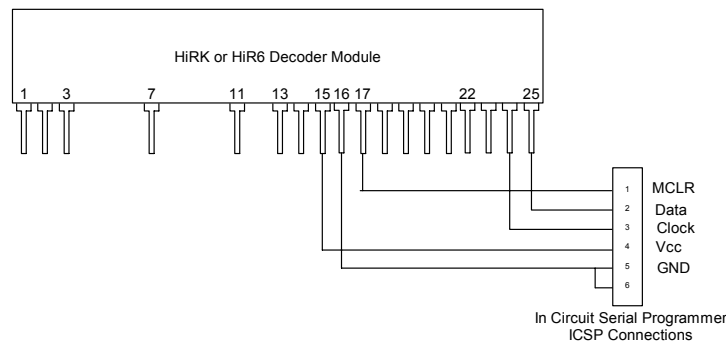 HiRK or HiR6 Decoder Module
1 3 7 11 13 15 16 17 22 25
1 MCLR
2 Data
3 Clock
4 Vcc
5 GND
6
In Circuit Serial Programmer
ICSP Connections